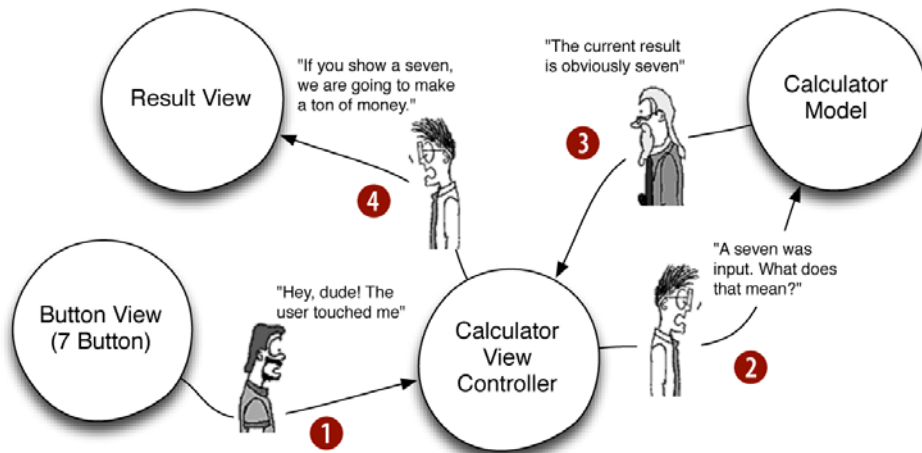 Result View
"If you show a seven,
we are going to make
a ton of money."
4
"The current result
is obviously seven"
3
Calculator
Model
Button View
(7 Button)
"Hey, dude! The
user touched me"
1
Calculator
View
Controller
"A seven was
input. What does
that mean?"
2